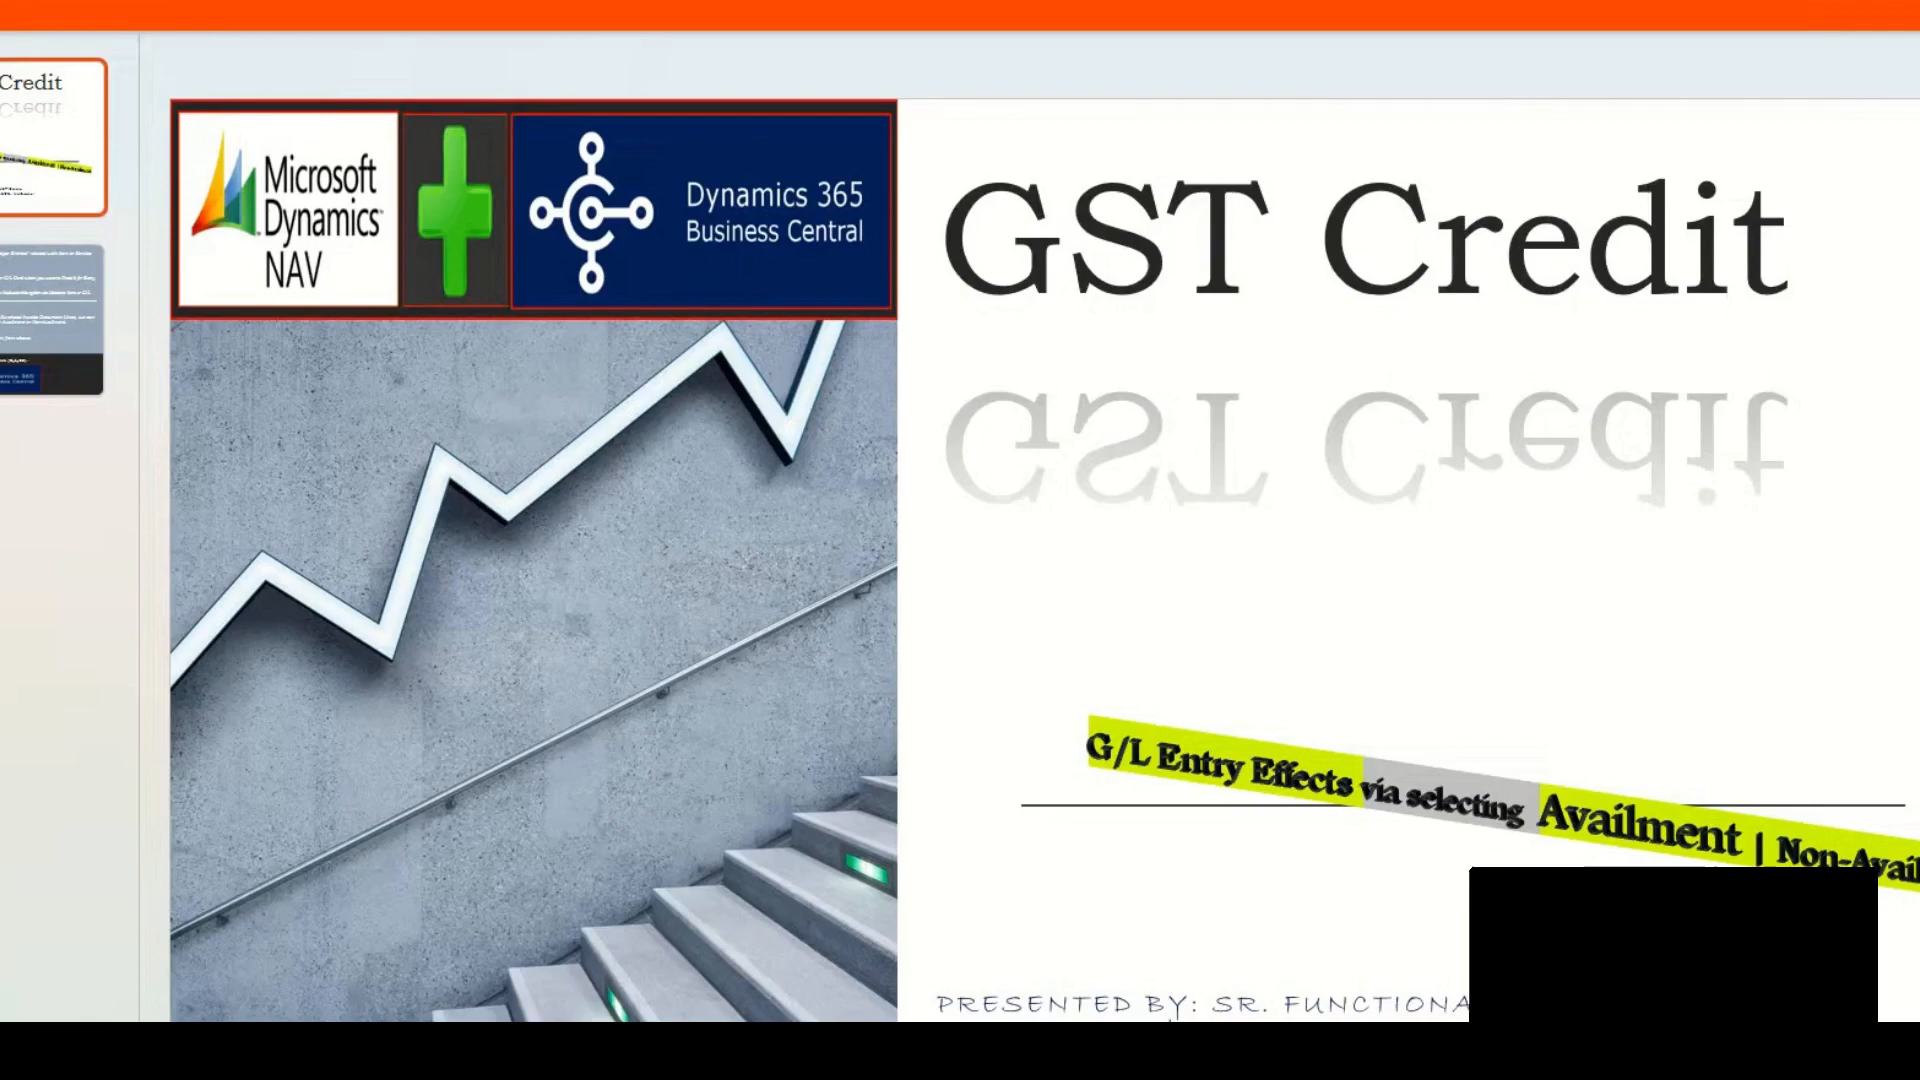 Credit
Microsoft
Dynamics
NAV
Dynamics 365
Business Central
GST Credit
G/L Entry Effects via selecting Availment | Non-Avail
PRESENTED BY: SR. FUNCTIONA